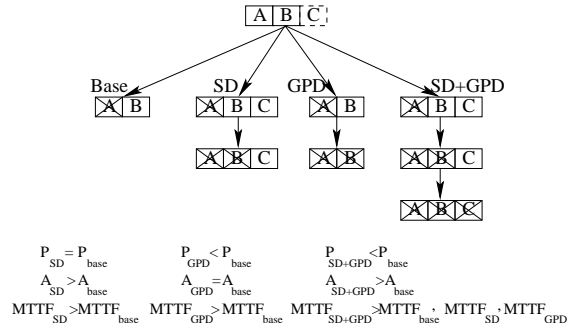 A B C
Base SD GPD SD+GPD
A B A B C A B A B C
A B C A B A B C
A B C
P_SD = P_base P_GPD < P_base P_SD+GPD <P_base
A_SD >A_base A_GPD =A_base A_SD+GPD >A_base
MTTF_SD >MTTF_base MTTF_GPD >MTTF_base MTTF_SD+GPD >MTTF_base , MTTF_SD ,MTTF_GPD